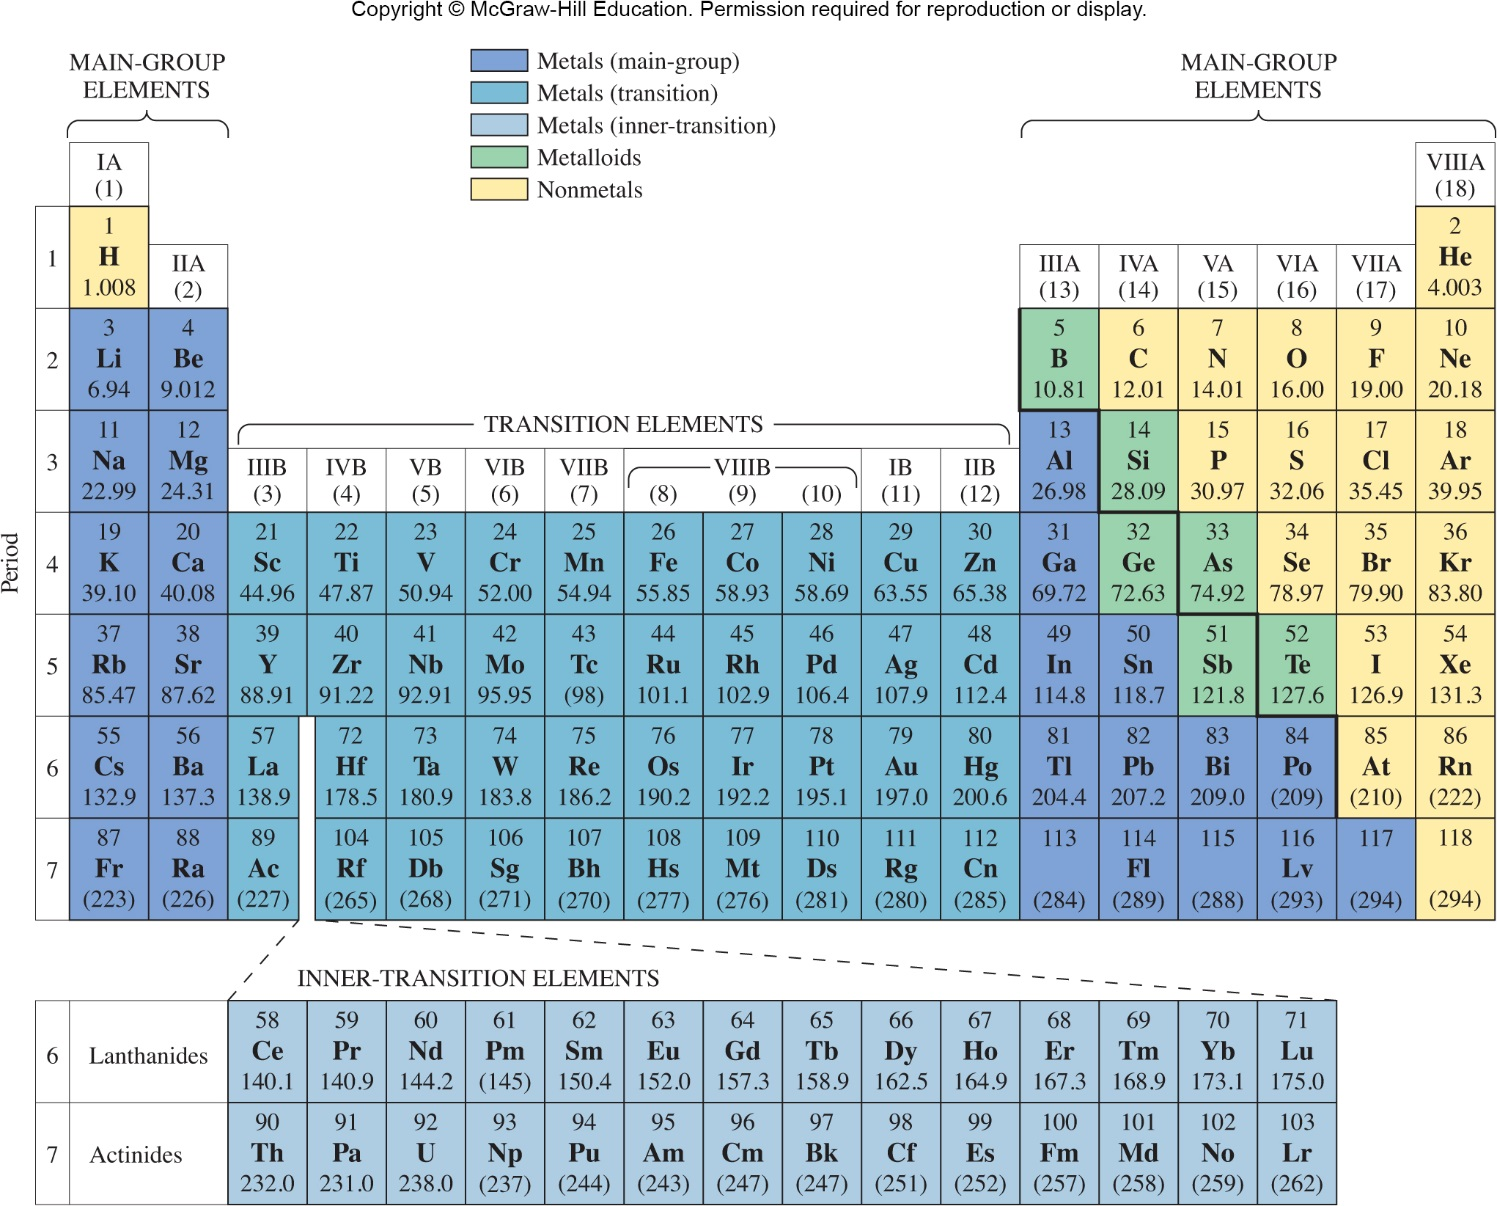 Copyright © McGraw-Hill Education. Permission required for reproduction or display.
MAIN-GROUP
ELEMENTS
Metals (main-group)
Metals (transition)
Metals (inner-transition)
Metalloids
Nonmetals
MAIN-GROUP
ELEMENTS
IA VIIIA
(1) (18)
1 2
1 H He
1.008 4.003
IIA IIIA IVA VA VIA VIIA
(2) (13) (14) (15) (16) (17)
3 4 5 6 7 8 9 10
2 Li Be B C N O F Ne
6.94 9.012 10.81 12.01 14.01 16.00 19.00 20.18
TRANSITION ELEMENTS
IIIB IVB VB VIB VIIB VIIIB IB IIB
(3) (4) (5) (6) (7) (8) (9) (10) (11) (12)
11 12 13 14 15 16 17 18
3 Na Mg Al Si P S Cl Ar
22.99 24.31 26.98 28.09 30.97 32.06 35.45 39.95
Period
19 20 21 22 23 24 25 26 27 28 29 30 31 32 33 34 35 36
4 K Ca Sc Ti V Cr Mn Fe Co Ni Cu Zn Ga Ge As Se Br Kr
39.10 40.08 44.96 47.87 50.94 52.00 54.94 55.85 58.93 58.69 63.55 65.38 69.72 72.63 74.92 78.97 79.90 83.80
37 38 39 40 41 42 43 44 45 46 47 48 49 50 51 52 53 54
5 Rb Sr Y Zr Nb Mo Tc Ru Rh Pd Ag Cd In Sn Sb Te I Xe
85.47 87.62 88.91 91.22 92.91 95.95 (98) 101.1 102.9 106.4 107.9 112.4 114.8 118.7 121.8 127.6 126.9 131.3
55 56 57 72 73 74 75 76 77 78 79 80 81 82 83 84 85 86
6 Cs Ba La Hf Ta W Re Os Ir Pt Au Hg Tl Pb Bi Po At Rn
132.9 137.3 138.9 178.5 180.9 183.8 186.2 190.2 192.2 195.1 197.0 200.6 204.4 207.2 209.0 (209) (210) (222)
87 88 89 104 105 106 107 108 109 110 111 112 113 114 115 116 117 118
7 Fr Ra Ac Rf Db Sg Bh Hs Mt Ds Rg Cn Fl Lv
(223) (226) (227) (265) (268) (271) (270) (277) (276) (281) (280) (285) (284) (289) (288) (293) (294) (294)
INNER-TRANSITION ELEMENTS
58 59 60 61 62 63 64 65 66 67 68 69 70 71
6 Lanthanides Ce Pr Nd Pm Sm Eu Gd Tb Dy Ho Er Tm Yb Lu
140.1 140.9 144.2 (145) 150.4 152.0 157.3 158.9 162.5 164.9 167.3 168.9 173.1 175.0
90 91 92 93 94 95 96 97 98 99 100 101 102 103
7 Actinides Th Pa U Np Pu Am Cm Bk Cf Es Fm Md No Lr
232.0 231.0 238.0 (237) (244) (243) (247) (247) (251) (252) (257) (258) (259) (262)